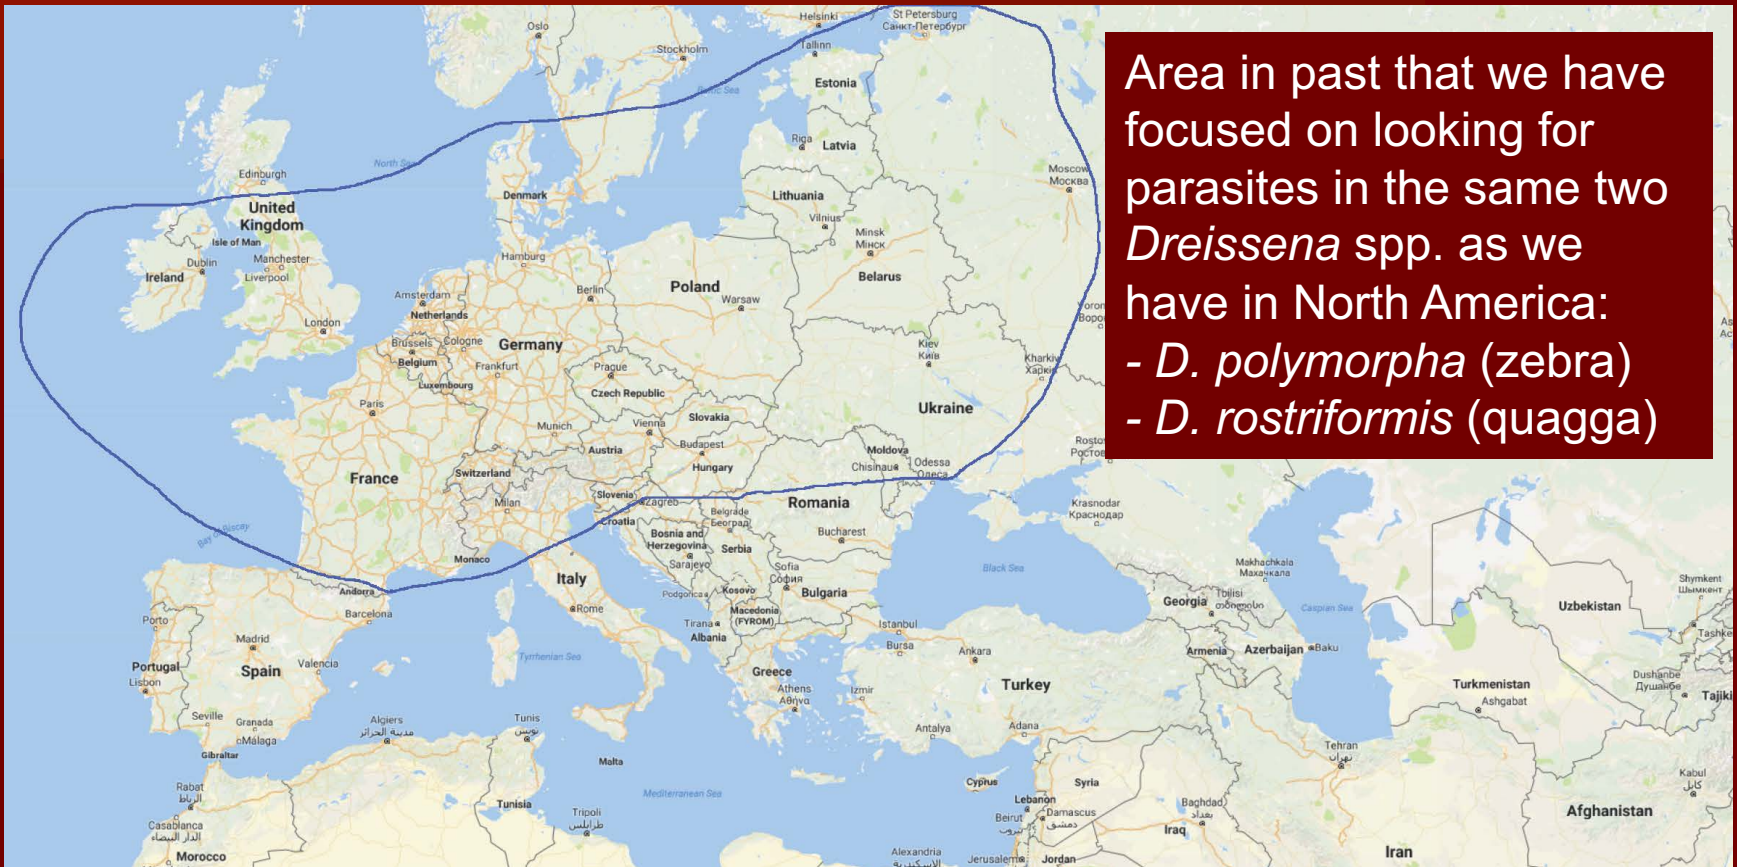 Area in past that we have
focused on looking for
parasites in the same two
Dreissena spp. as we
have in North America:
- D. polymorpha (zebra)
- D. rostriformis (quagga)
Oslo
Helsinki
St Petersburg
Санкт-Петербург
Stockholm
Tallinn
Estonia
Baltic Sea
Riga
Latvia
Moscow
Москва
North Sea
Edinburgh
United
Kingdom
Denmark
Lithuania
Vilnius
Isle of Man
Minsk
Мінск
Dublin
Manchester
Ireland
Liverpool
Hamburg
Belarus
Amsterdam
Berlin
Poland
Warsaw
Netherlands
London
Brussels
Cologne
Germany
Kiev
Київ
Belgium
Frankfurt
Prague
Kharkiv
Luxembourg
Czech Republic
Paris
Slovakia
Ukraine
Munich
Vienna
Austria
Budapest
Moldova
France
Switzerland
Hungary
Chisinau
Odessa
Milan
Slovenia
Zagreb
Romania
Krasnodar
Краснодар
Croatia
Belgrade
Београд
Bay of Biscay
Bosnia and
Herzegovina
Sarajevo
Serbia
Bucharest
Monaco
Black Sea
Makhachkala
Махачкала
Andorra
Italy
Sofia
София
Podgorica
Kosovo
Bulgaria
Georgia
Tbilisi
თბილისი
Caspian Sea
Uzbekistan
Shymkent
Шымкент
Porto
Barcelona
Rome
Macedonia
(FYROM)
Tirana
Albania
Istanbul
Bursa
Ankara
Armenia
Azerbaijan
Baku
Madrid
Tyrrhenian Sea
Portugal
Lisbon
Spain
Valencia
Greece
Athens
Αθήνα
Izmir
Turkey
Turkmenistan
Ashgabat
Dushanbe
Душанбе
Seville
Granada
Málaga
Algiers
مدينة الجزائر
Tunis
تونس
Antalya
Adana
Gibraltar
Malta
Tehran
تهران
Rabat
الرباط
Cyprus
Syria
Kabul
کابل
Mediterranean Sea
Tunisia
Tripoli
طرابلس
Lebanon
Beirut
بيروت
Damascus
دمشق
Baghdad
بغداد
Afghanistan
Casablanca
الدار البيضاء
Iraq
Morocco
Alexandria
Jerusalem
Jordan
Iran